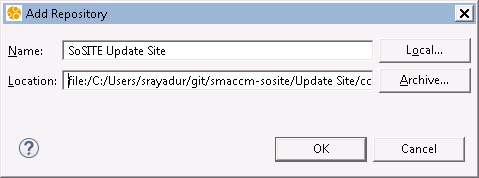 Add Repository
Name: SoSITE Update Site Local...
Location: file:/C:/Users/srayadur/git/smaccm-sosite/Update Site/cc Archive...
? OK Cancel